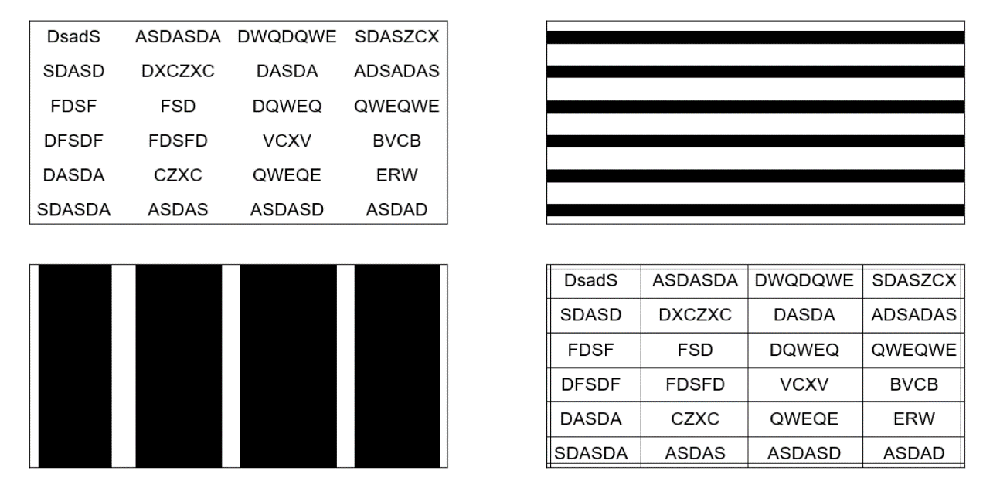 DsadS ASDASDA DWQDQWE SDASZCX
SDASD DXCZXC DASDA ADSADAS
FDSF FSD DQWEQ QWEQWE
DFSDF FDSFD VCXV BVCB
DASDA CZXC QWEQE ERW
SDASDA ASDAS ASDASD ASDAD
DsadS ASDASDA DWQDQWE SDASZCX
SDASD DXCZXC DASDA ADSADAS
FDSF FSD DQWEQ QWEQWE
DFSDF FDSFD VCXV BVCB
DASDA CZXC QWEQE ERW
SDASDA ASDAS ASDASD ASDAD